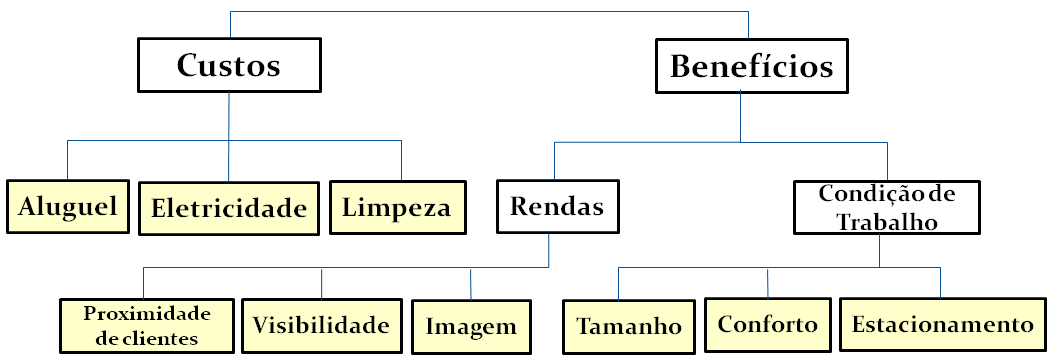 Custos
Benefícios
Aluguel
Eletricidade
Limpeza
Rendas
Condição de
Trabalho
Proximidade
de clientes
Visibilidade
Imagem
Tamanho
Conforto
Estacionamento